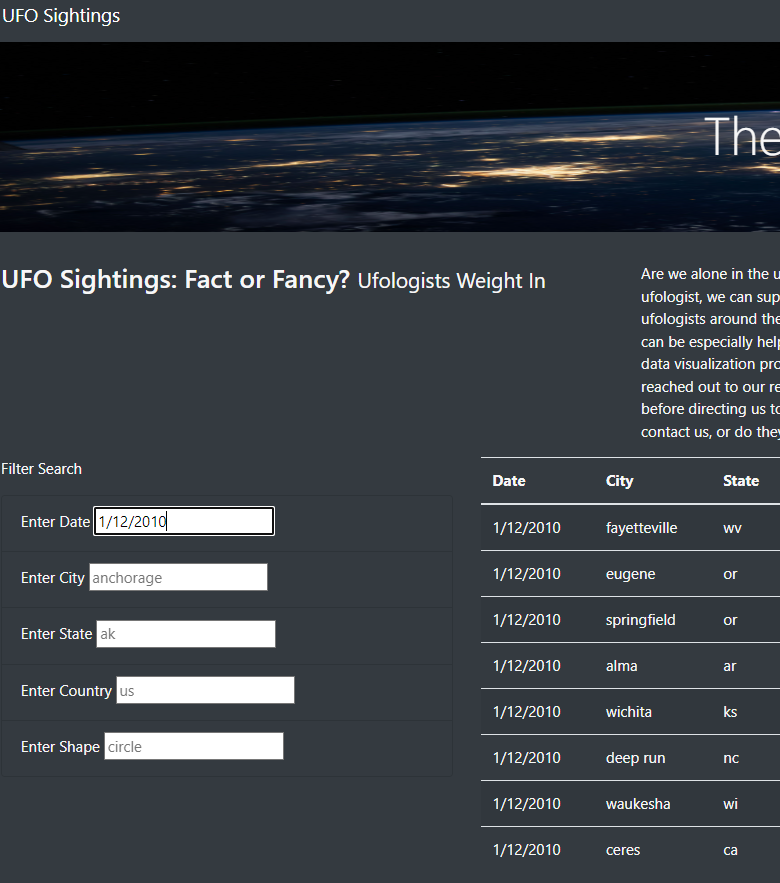 UFO Sightings
The
UFO Sightings: Fact or Fancy? Ufologists Weight In
Are we alone in the u
ufologist, we can sup
ufologists around the
can be especially help
data visualization pro
reached out to our re
before directing us to
contact us, or do they
Filter Search
Enter Date 1/12/2010
Enter City anchorage
Enter State ak
Enter Country us
Enter Shape circle
Date City State
1/12/2010 fayetteville wv
1/12/2010 eugene or
1/12/2010 springfield or
1/12/2010 alma ar
1/12/2010 wichita ks
1/12/2010 deep run nc
1/12/2010 waukesha wi
1/12/2010 ceres ca